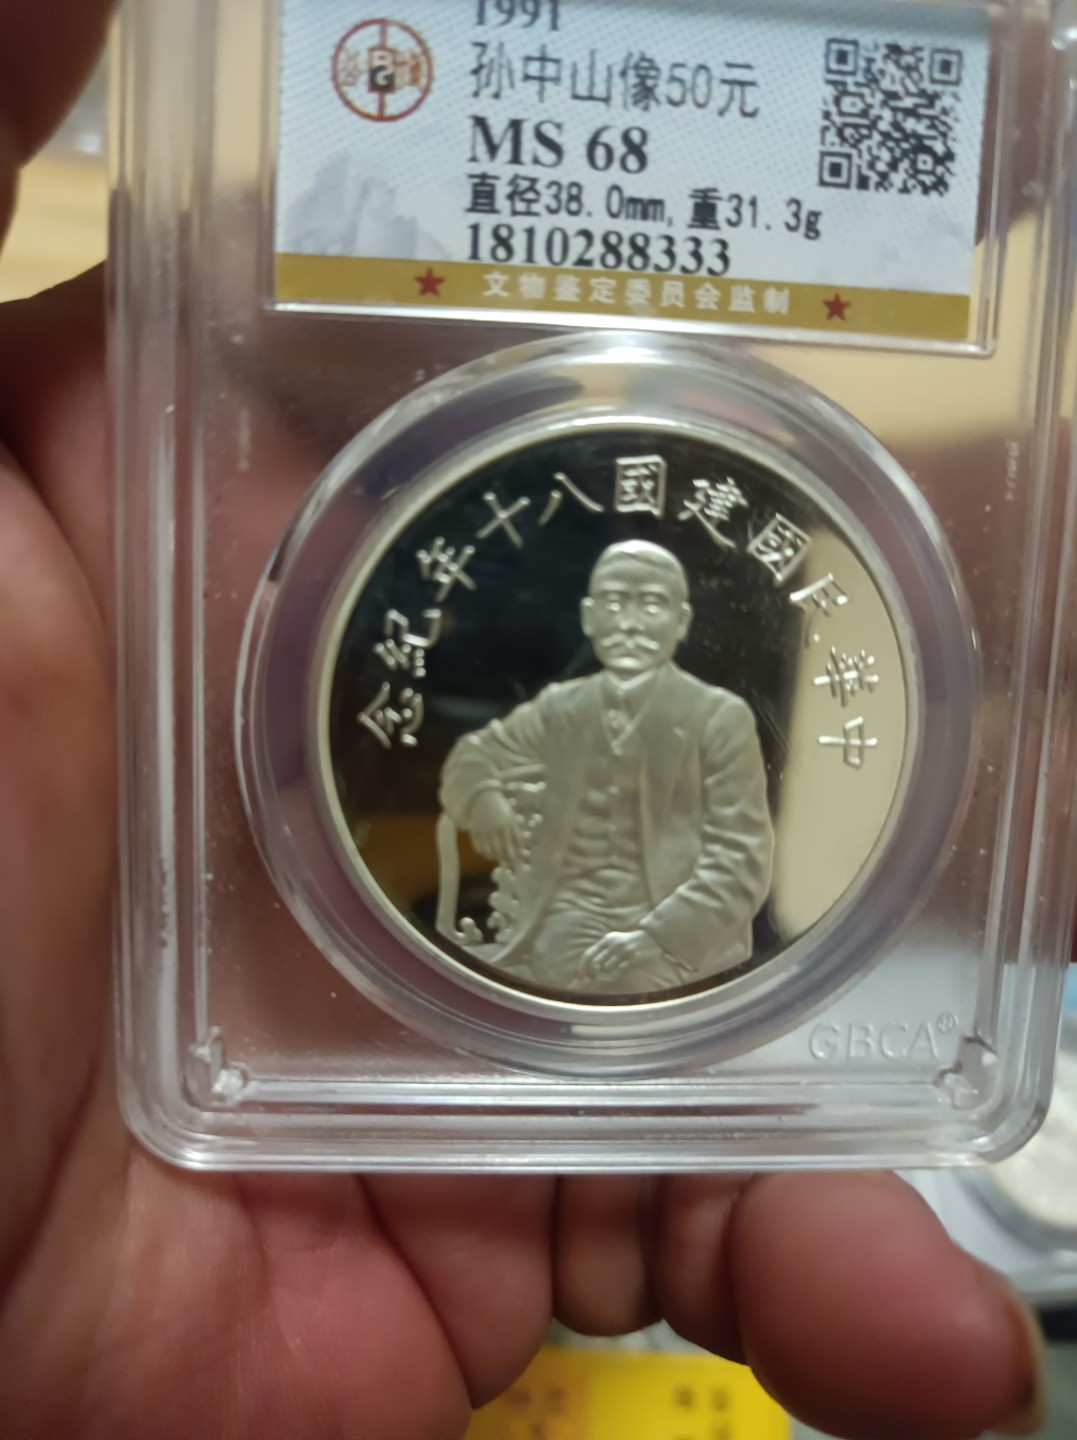 1991
孙中山像50元
MS 68
直径38.0mm,重31.3g
1810288333
★ 文物鉴定委员会监制 ★
中華民國建國八十年紀念
GBCA®